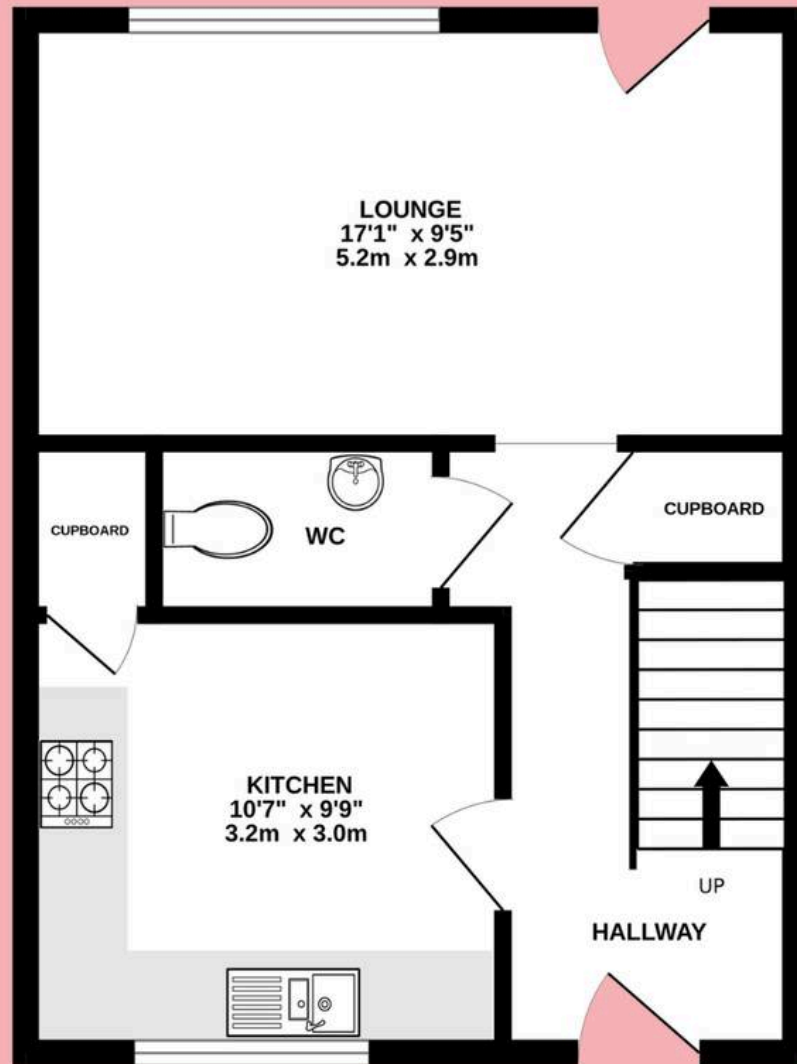 LOUNGE
17'1" x 9'5"
5.2m x 2.9m
CUPBOARD
CUPBOARD
WC
KITCHEN
10'7" x 9'9"
3.2m x 3.0m
UP
HALLWAY